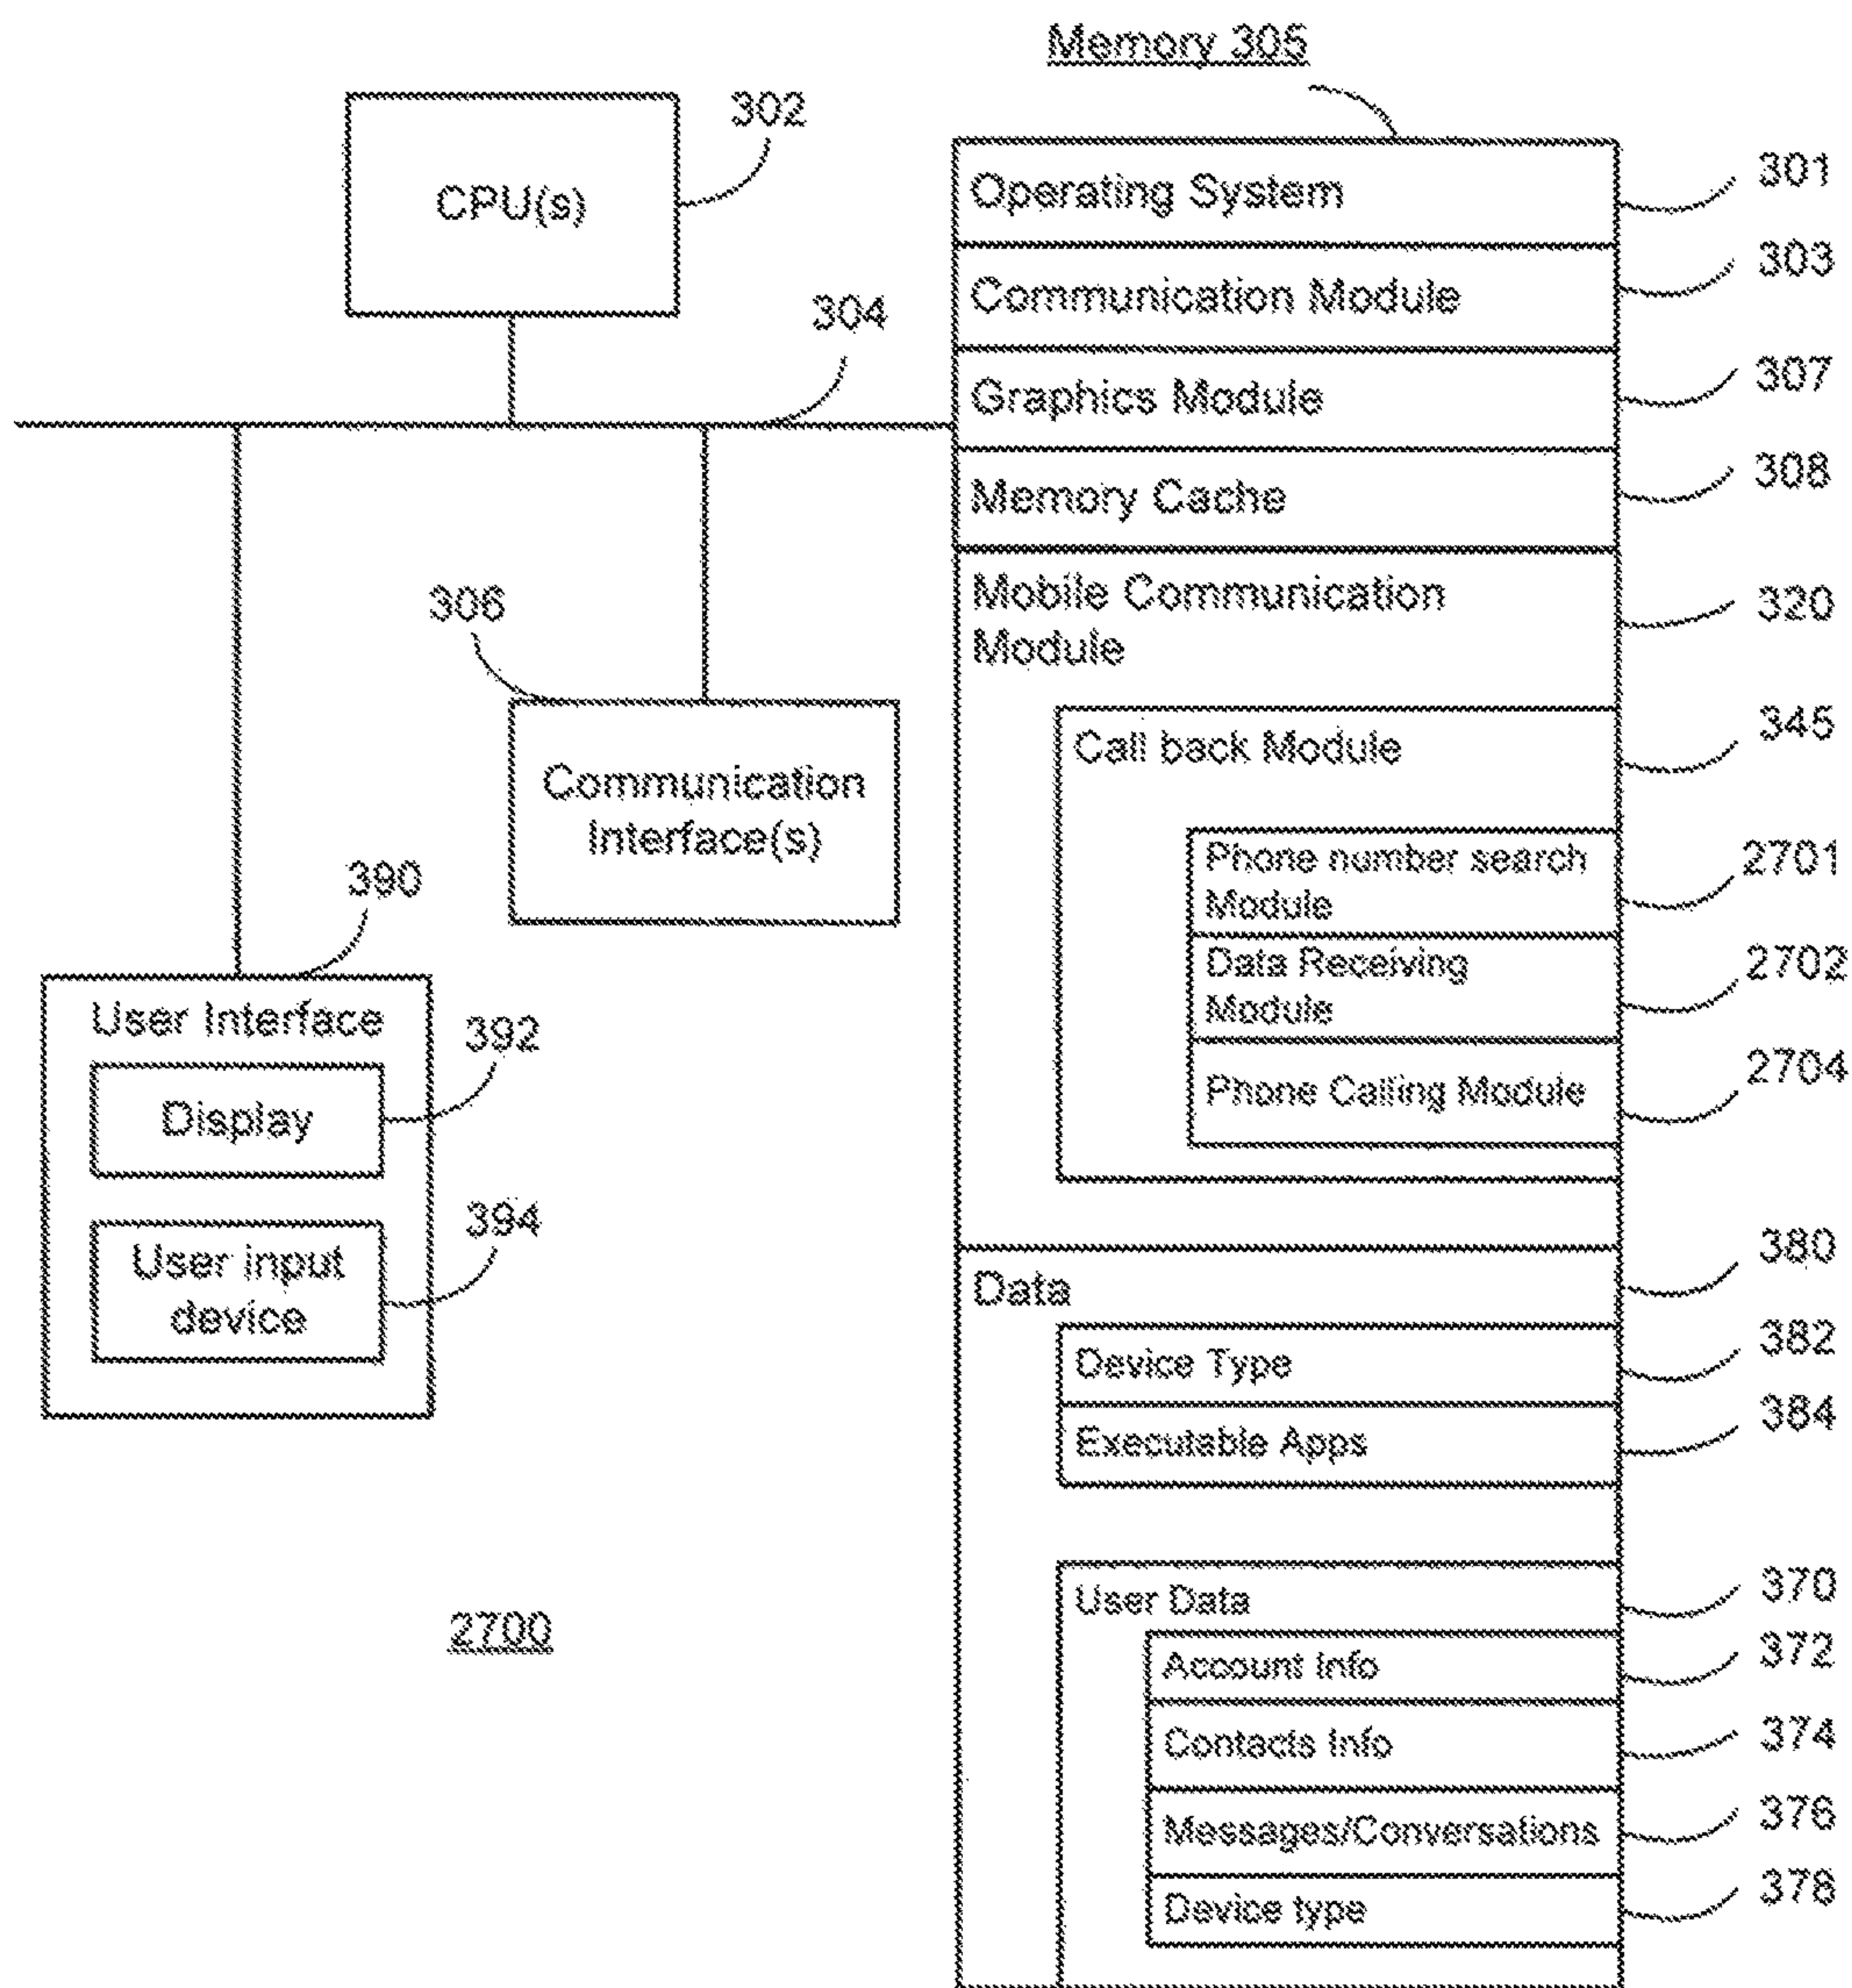 Memory 305
302
CPU(s)
304
306
Communication
Interface(s)
390
User Interface
392
Display
394
User input
device
2700
Operating System
301
Communication Module
303
Graphics Module
307
Memory Cache
308
Mobile Communication
Module
320
Call back Module
345
Phone number search
Module
2701
Data Receiving
Module
2702
Phone Calling Module
2704
Data
380
Device Type
382
Executable Apps
384
User Data
370
Account Info
372
Contacts Info
374
Messages/Conversations
376
Device type
378